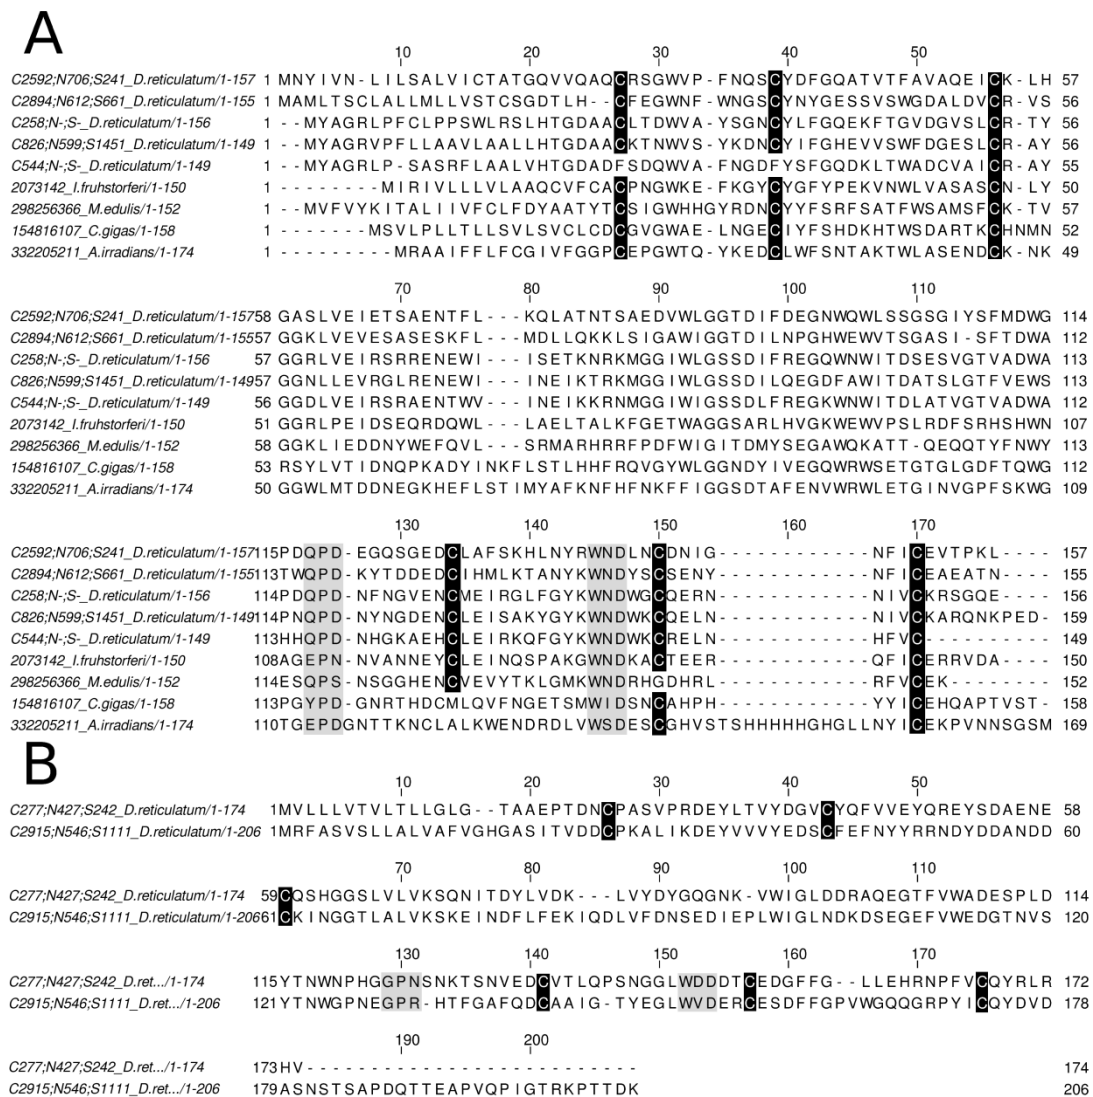 A
10 20 30 40 50
C2592;N706;S241_D.reticulatum/1-157 1 MNYIVN-LILSALVICTATGQVVQAQCRSGWVP-FNQSCYDFGQATVTFAVAQEICK-LH 57
C2894;N612;S661_D.reticulatum/1-155 1 MAMLTSCLALLMLLVSTCSGDTLH--CFEGWNF-WNGSCYNYGESSVSWGDALDVCR-VS 56
C258;N-;S-_D.reticulatum/1-156 1 --MYAGRLPFCLPPSWLRSLHTGDAACLTDWVA-YSGNCYLFGQEKFTGVDGVSLCR-TY 56
C826;N599;S1451_D.reticulatum/1-149 1 --MYAGRVPFLLAAVLAALLHTGDAACKTNWVS-YKDNCYIFGHEVVSWFDGESLCR-AY 56
C544;N-;S-_D.reticulatum/1-149 1 --MYAGRLP-SASRFLAALVHTGDADFSDQWVA-FNGDFYSFGQDKLTWADCVAICR-AY 55
2073142_I.fruhstorferi/1-150 1 --------MIRIVLLLVLAAQCVFCACPNGWKE-FKGYCYGFYPEKVNWLVASASCN-LY 50
298256366_M.edulis/1-152 1 --MVFVYKITALIIVFCLFDYAATYTCSIGWHHGYRDNCYYFSRFSATFWSAMSFCK-TV 57
154816107_C.gigas/1-158 1 -------MSVLPLLTLLSVLSVCLCDCGVGWAE-LNGECIYFSHDKHTWSDARTKCHNMN 52
332205211_A.irradians/1-174 1 ---------MRAAIFFLFCGIVFGGPCEPGWTQ-YKEDCLWFSNTAKTWLASENDCK-NK 49
70 80 90 100 110
C2592;N706;S241_D.reticulatum/1-157 58 GASLVEIETSAENTFL---KQLATNTSAEDVWLGGTDIFDEGNWQWLSSGSGIYSFMDWG 114
C2894;N612;S661_D.reticulatum/1-155 57 GGKLVEVESASESKFL---MDLLQKKLSIGAWLGGTDILNPGHWEWVTSGASI-SFTDWA 112
C258;N-;S-_D.reticulatum/1-156 57 GGRLVEIRSRRENEWI---ISETKNRKMGGIWLGSSDIFREGQWNWITDSESVGTVADWA 113
C826;N599;S1451_D.reticulatum/1-149 57 GGNLLEVRGLRENEWI---INEIKTRKMGGIWLGSSDILQEGDFAWITDATSLGTFVEWS 113
C544;N-;S-_D.reticulatum/1-149 56 GGDLVEIRSRAENTWV---INEIKKRNMGGIWLGSSDLFREGKWNWITDLATVGTVADWA 112
2073142_I.fruhstorferi/1-150 51 GGRLPEIDSEQRDQWL---LAELTALKFGETWAGGSARLHVGKWEWVPSLRDFSRHSHWN 107
298256366_M.edulis/1-152 58 GGKLIEDDNYWEFQVL---SRMARHRRFPDFWIGITDMYSEGAWQKATT-QEQQTYFNWY 113
154816107_C.gigas/1-158 53 RSYLVTIDNQPKADYINKFLSTLHHFRQVGYWLGGNDYIVEGQWRWSETGTGLGDFTQWG 112
332205211_A.irradians/1-174 50 GGWLMTDDNEGKHEFLSTIMYAFKNFHFNKFFIGGSDTAFENVWRWLETGINVGPFSKWG 109
130 140 150 160 170
C2592;N706;S241_D.reticulatum/1-157 115 PDQPD-EGQSGEDCLAFSKHLNYRWNDLNCDNIG------------NFICEVTPKL---- 157
C2894;N612;S661_D.reticulatum/1-155 113 TWQPD-KYTDDEDCIHMLKTANYKWNDYSCSENY------------NFICEAEATN---- 155
C258;N-;S-_D.reticulatum/1-156 114 PDQPD-NFNGVENCMEIRGLFGYKWNDWGCQERN------------NIVCKRSGQE---- 156
C826;N599;S1451_D.reticulatum/1-149 114 PNQPD-NYNGDENCLEISAKYGYKWNDWKCQELN------------NIVCKARQNKPED- 159
C544;N-;S-_D.reticulatum/1-149 113 HHQPD-NHGKAEHCLEIRKQFGYKWNDWKCRELN------------HFVC---------- 149
2073142_I.fruhstorferi/1-150 108 AGEPN-NVANNEYCLEINQSPAKGWNDKACTEER------------QFICERRVDA---- 150
298256366_M.edulis/1-152 114 ESQPS-NSGGHENCVEVYTKLGMKWNDRHGDHRL------------RFVCEK-------- 152
154816107_C.gigas/1-158 113 PGYPD-GNRTHDCMLQVFNGETSMWIDSNCAHPH------------YYICEHQAPTVST- 158
332205211_A.irradians/1-174 110 TGEPDGNTTKNCLALKWENDRDLVWSDESCGHVSTSHHHHHGHGLLNYICEKPVNNSGSM 169
B
10 20 30 40 50
C277;N427;S242_D.reticulatum/1-174 1 MVLLLVTVLTLLGLG--TAAEPTDNCPASVPRDEYLTVYDGVCYQFVVEYQREYSDAENE 58
C2915;N546;S1111_D.reticulatum/1-206 1 MRFASVSLLALVAFVGHGASITVDDCPKALIKDEYVVVYEDSCFEFNYYRRNDYDDANDD 60
70 80 90 100 110
C277;N427;S242_D.reticulatum/1-174 59 CQSHGGSLVLVKSQNITDYLVDK---LVYDYGQGNK-VWIGLDDRAQEGTFVWADESPLD 114
C2915;N546;S1111_D.reticulatum/1-206 61 CKINGGTLALVKSKEINDFLFEKIQDLVFDNSEDIEPLWIGLNDKDSEGEFVWEDGTNVS 120
130 140 150 160 170
C277;N427;S242_D.ret.../1-174 115 YTNWNPHGGPNSNKTSNVEDCVTLQPSNGGLWDDDTCEDGFFG--LEHRNPFVCQYRLR 172
C2915;N546;S1111_D.ret.../1-206 121 YTNWGPNEGPR-HTFGAFQDCAAIG-TYEGLWVDERCESDFFGPVWGQQGRPYICQYDVD 178
190 200
C277;N427;S242_D.ret.../1-174 173 HV-------------------------- 174
C2915;N546;S1111_D.ret.../1-206 179 ASNSTSAPDQTTEAPVQPIGTRKPTTDK 206